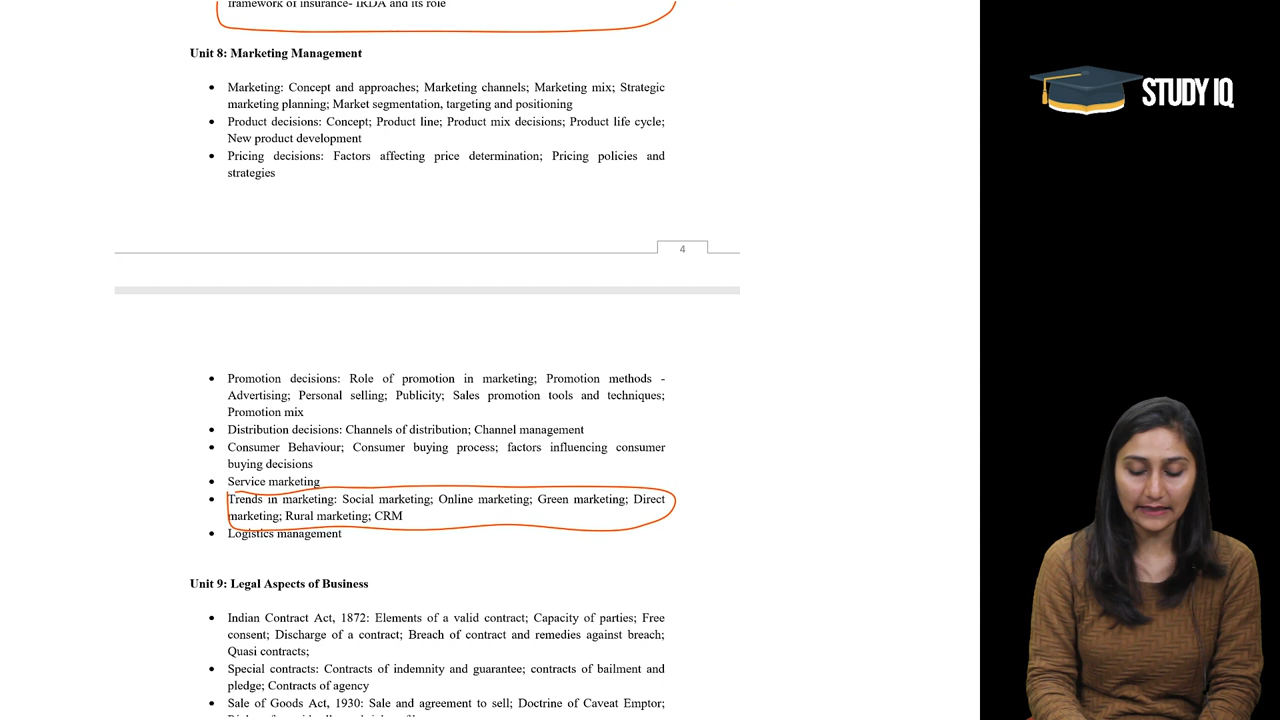 framework of insurance- IRDA and its role
Unit 8: Marketing Management
• Marketing: Concept and approaches; Marketing channels; Marketing mix; Strategic
marketing planning; Market segmentation, targeting and positioning
• Product decisions: Concept; Product line; Product mix decisions; Product life cycle;
New product development
• Pricing decisions: Factors affecting price determination; Pricing policies and
strategies
4
• Promotion decisions: Role of promotion in marketing; Promotion methods -
Advertising; Personal selling; Publicity; Sales promotion tools and techniques;
Promotion mix
• Distribution decisions: Channels of distribution; Channel management
• Consumer Behaviour; Consumer buying process; factors influencing consumer
buying decisions
• Service marketing
• Trends in marketing: Social marketing; Online marketing; Green marketing; Direct
marketing; Rural marketing; CRM
• Logistics management
Unit 9: Legal Aspects of Business
• Indian Contract Act, 1872: Elements of a valid contract; Capacity of parties; Free
consent; Discharge of a contract; Breach of contract and remedies against breach;
Quasi contracts;
• Special contracts: Contracts of indemnity and guarantee; contracts of bailment and
pledge; Contracts of agency
• Sale of Goods Act, 1930: Sale and agreement to sell; Doctrine of Caveat Emptor;
STUDY IQ